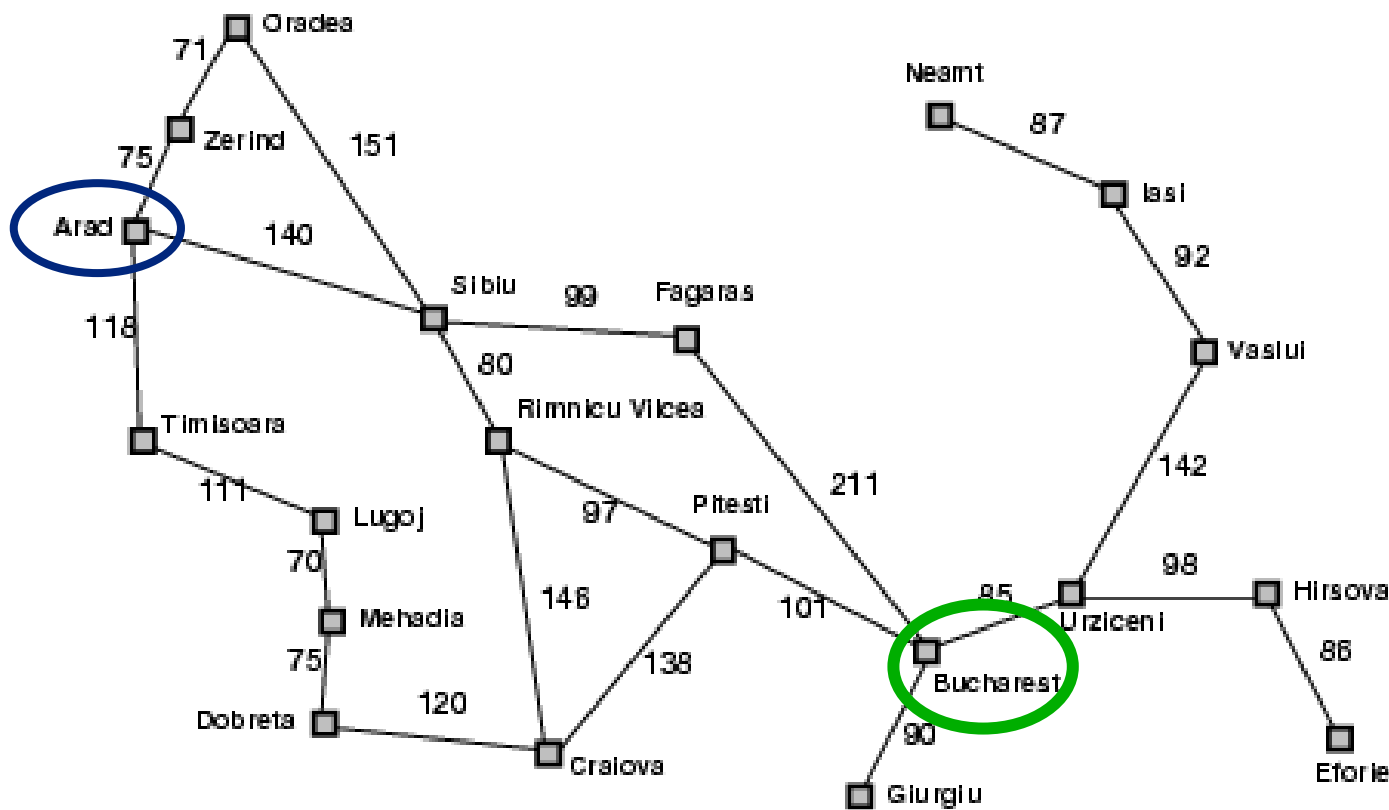 Oradea
71
Neamt
87
Zerind
151
75
Iasi
Arad
140
92
Sibiu
99
Fagaras
118
80
Vaslui
Timisoara
Rimnicu Vilcea
142
111
211
Lugoj
97
Pitesti
70
98
Hirsova
146
85
101
Mehadia
Urziceni
138
86
75
Bucharest
120
Dobreta
90
Craiova
Eforie
Giurgiu